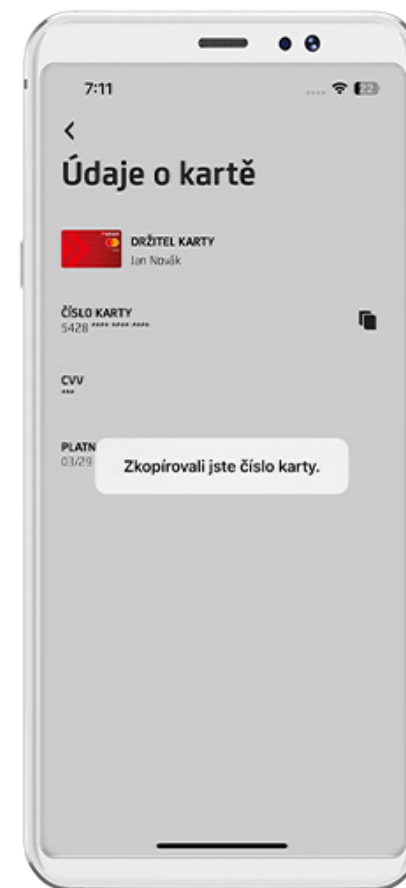 7:11
22
Údaje o kartě
DRŽITEL KARTY
Jan Novák
ČÍSLO KARTY
5428 **** **** ****
CVV
***
PLATN
03/29
Zkopírovali jste číslo karty.